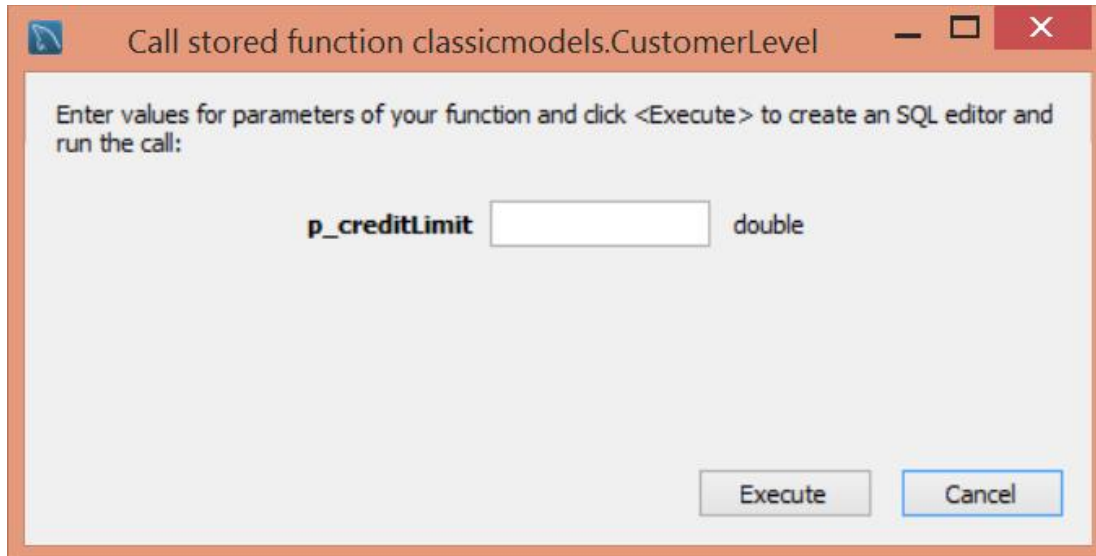 Call stored function classicmodels.CustomerLevel
Enter values for parameters of your function and click <Execute> to create an SQL editor and
run the call:
p_creditLimit double
Execute Cancel